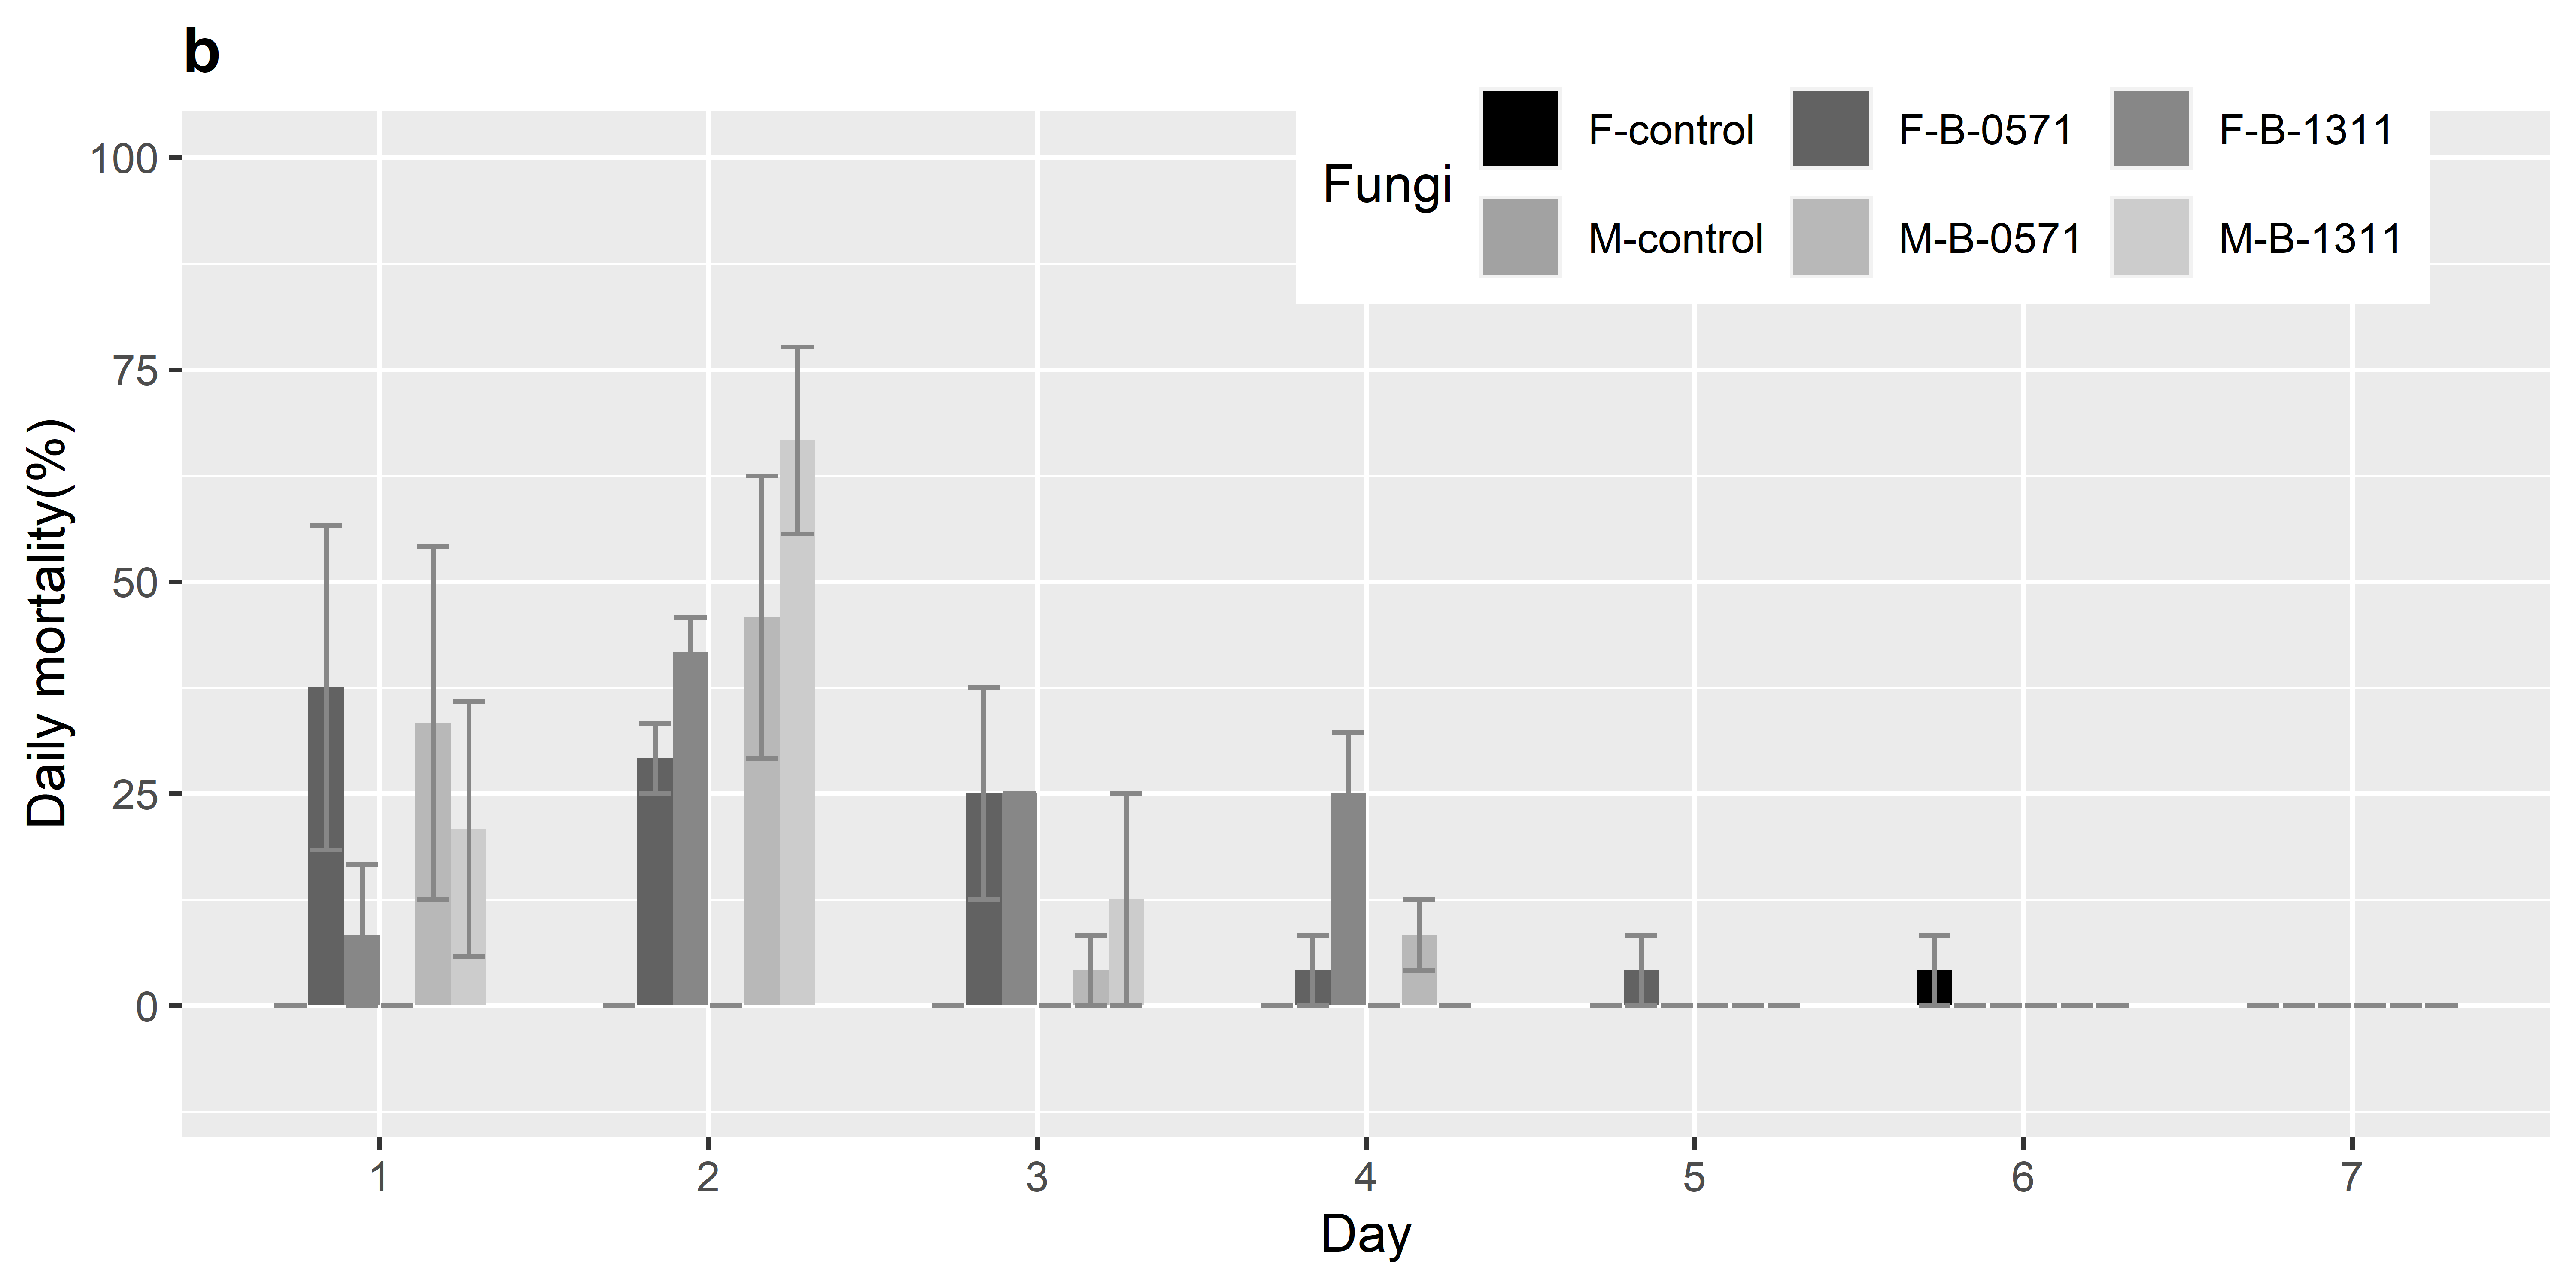 b
Fungi
F-control F-B-0571 F-B-1311
M-control M-B-0571 M-B-1311
Daily mortality(%)
100
75
50
25
0
1 2 3 4 5 6 7
Day